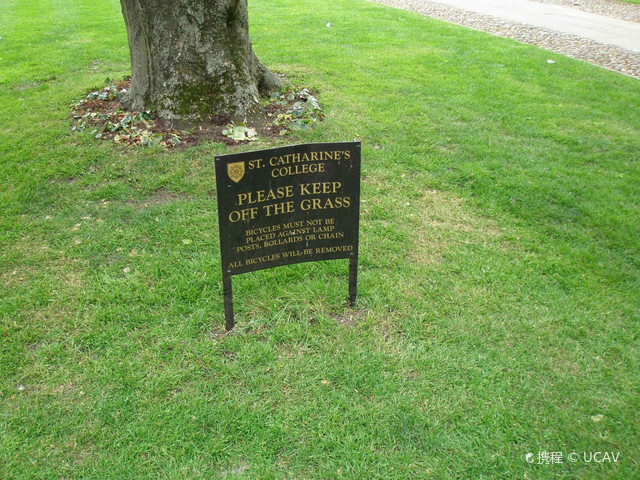 ST. CATHARINE'S
COLLEGE
PLEASE KEEP
OFF THE GRASS
BICYCLES MUST NOT BE
PLACED AGAINST LAMP
POSTS, BOLLARDS OR CHAIN
ALL BICYCLES WILL BE REMOVED
携程 © UCAV